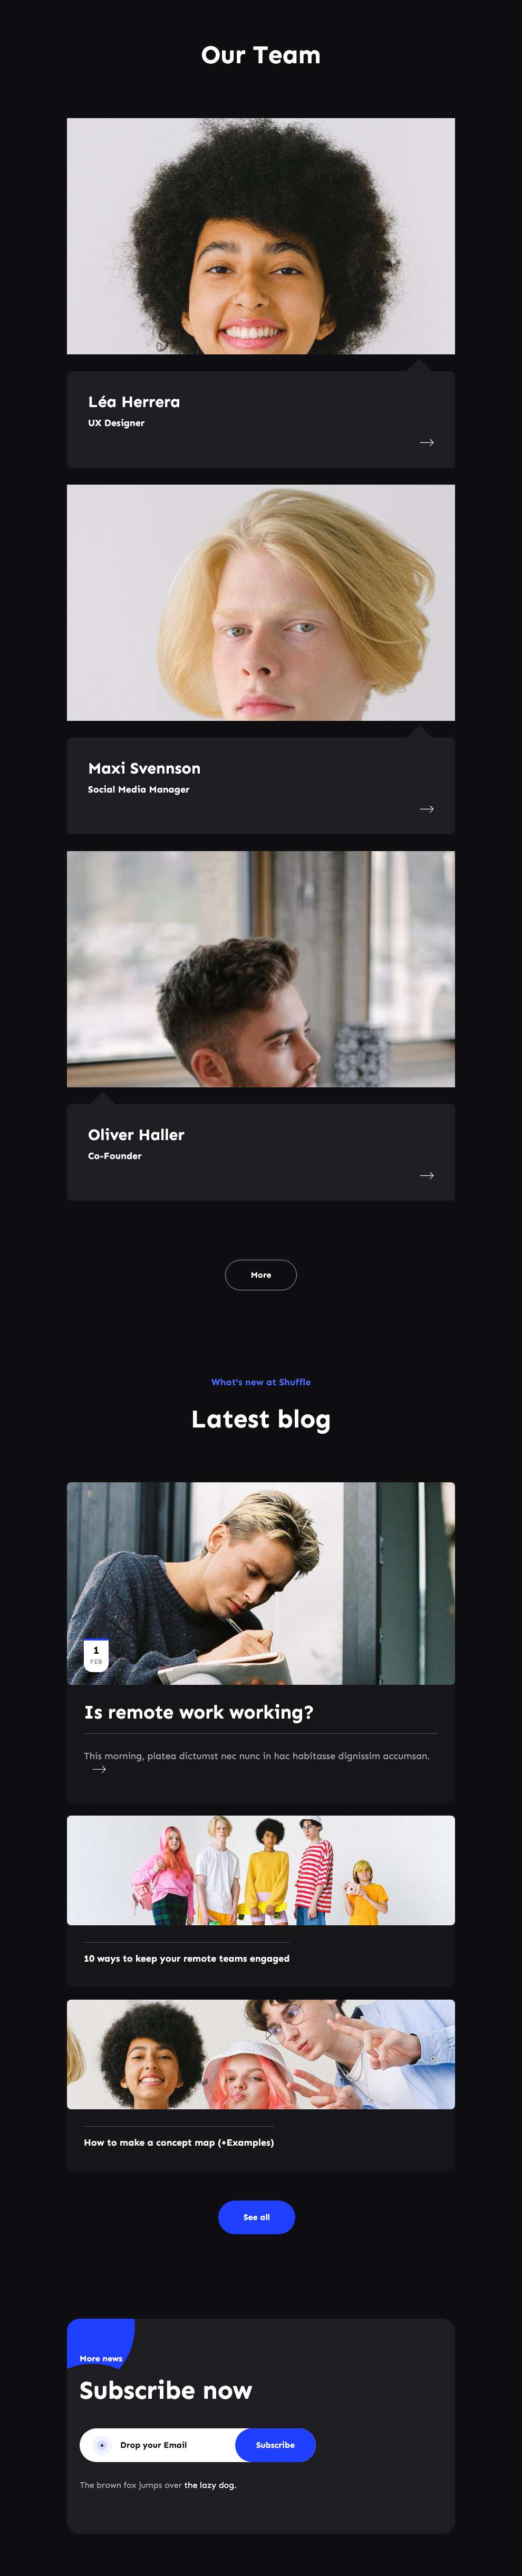 Our Team
Léa Herrera
UX Designer
Maxi Svennson
Social Media Manager
Oliver Haller
Co-Founder
More
What's new at Shuffle
Latest blog
1
FEB
Is remote work working?
This morning, platea dictumst nec nunc in hac habitasse dignissim accumsan.
10 ways to keep your remote teams engaged
How to make a concept map (+Examples)
See all
More news
Subscribe now
Drop your Email
Subscribe
The brown fox jumps over the lazy dog.